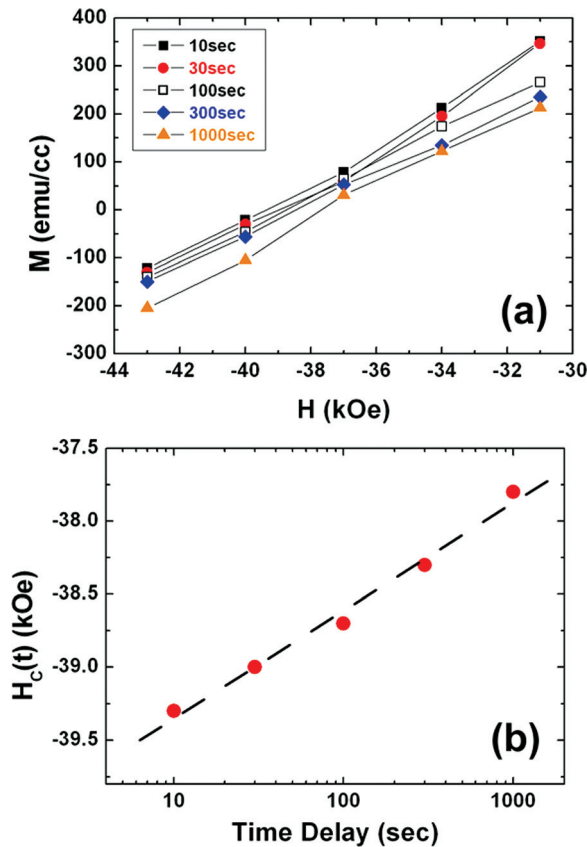 400
300
200
100
0
-100
-200
-300
M (emu/cc)
10sec
30sec
100sec
300sec
1000sec
(a)
-44 -42 -40 -38 -36 -34 -32 -30
H (kOe)
-37.5
-38.0
-38.5
-39.0
-39.5
H_C(t) (kOe)
(b)
10 100 1000
Time Delay (sec)